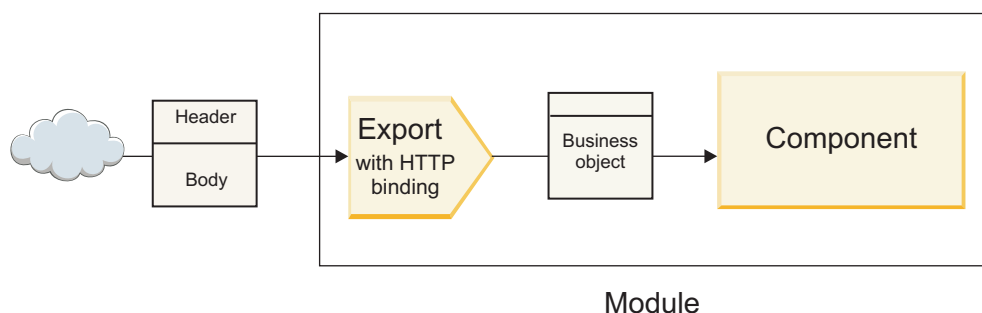 Header
Body
Export
with HTTP
binding
Business
object
Component
Module